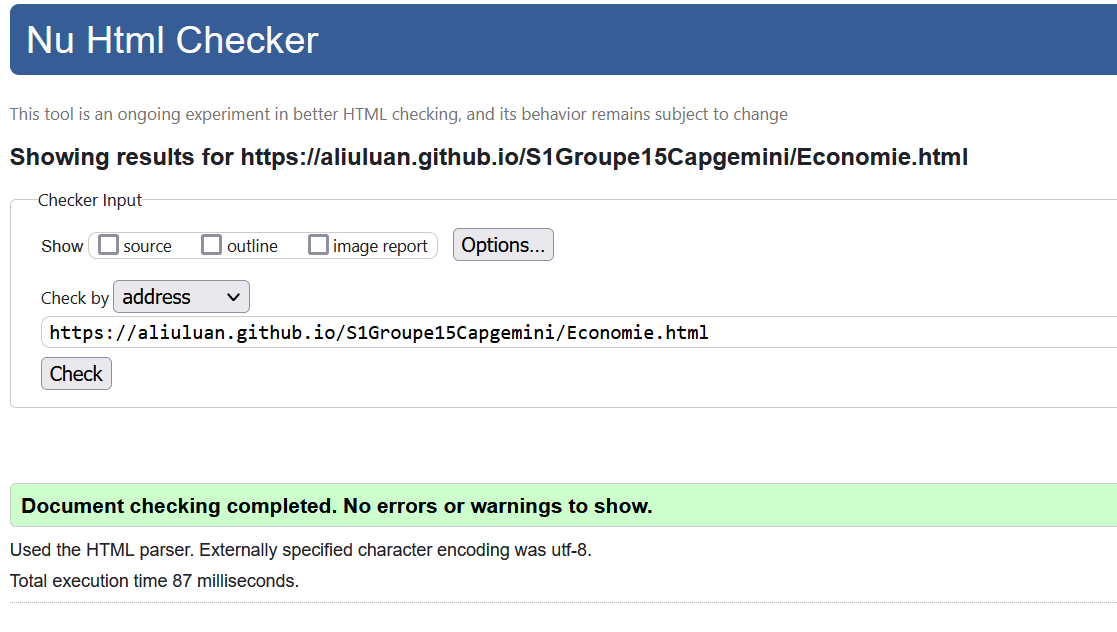 Nu Html Checker
This tool is an ongoing experiment in better HTML checking, and its behavior remains subject to change
Showing results for https://aliuluan.github.io/S1Groupe15Capgemini/Economie.html
Checker Input
Show source outline image report Options...
Check by address
https://aliuluan.github.io/S1Groupe15Capgemini/Economie.html
Check
Document checking completed. No errors or warnings to show.
Used the HTML parser. Externally specified character encoding was utf-8.
Total execution time 87 milliseconds.